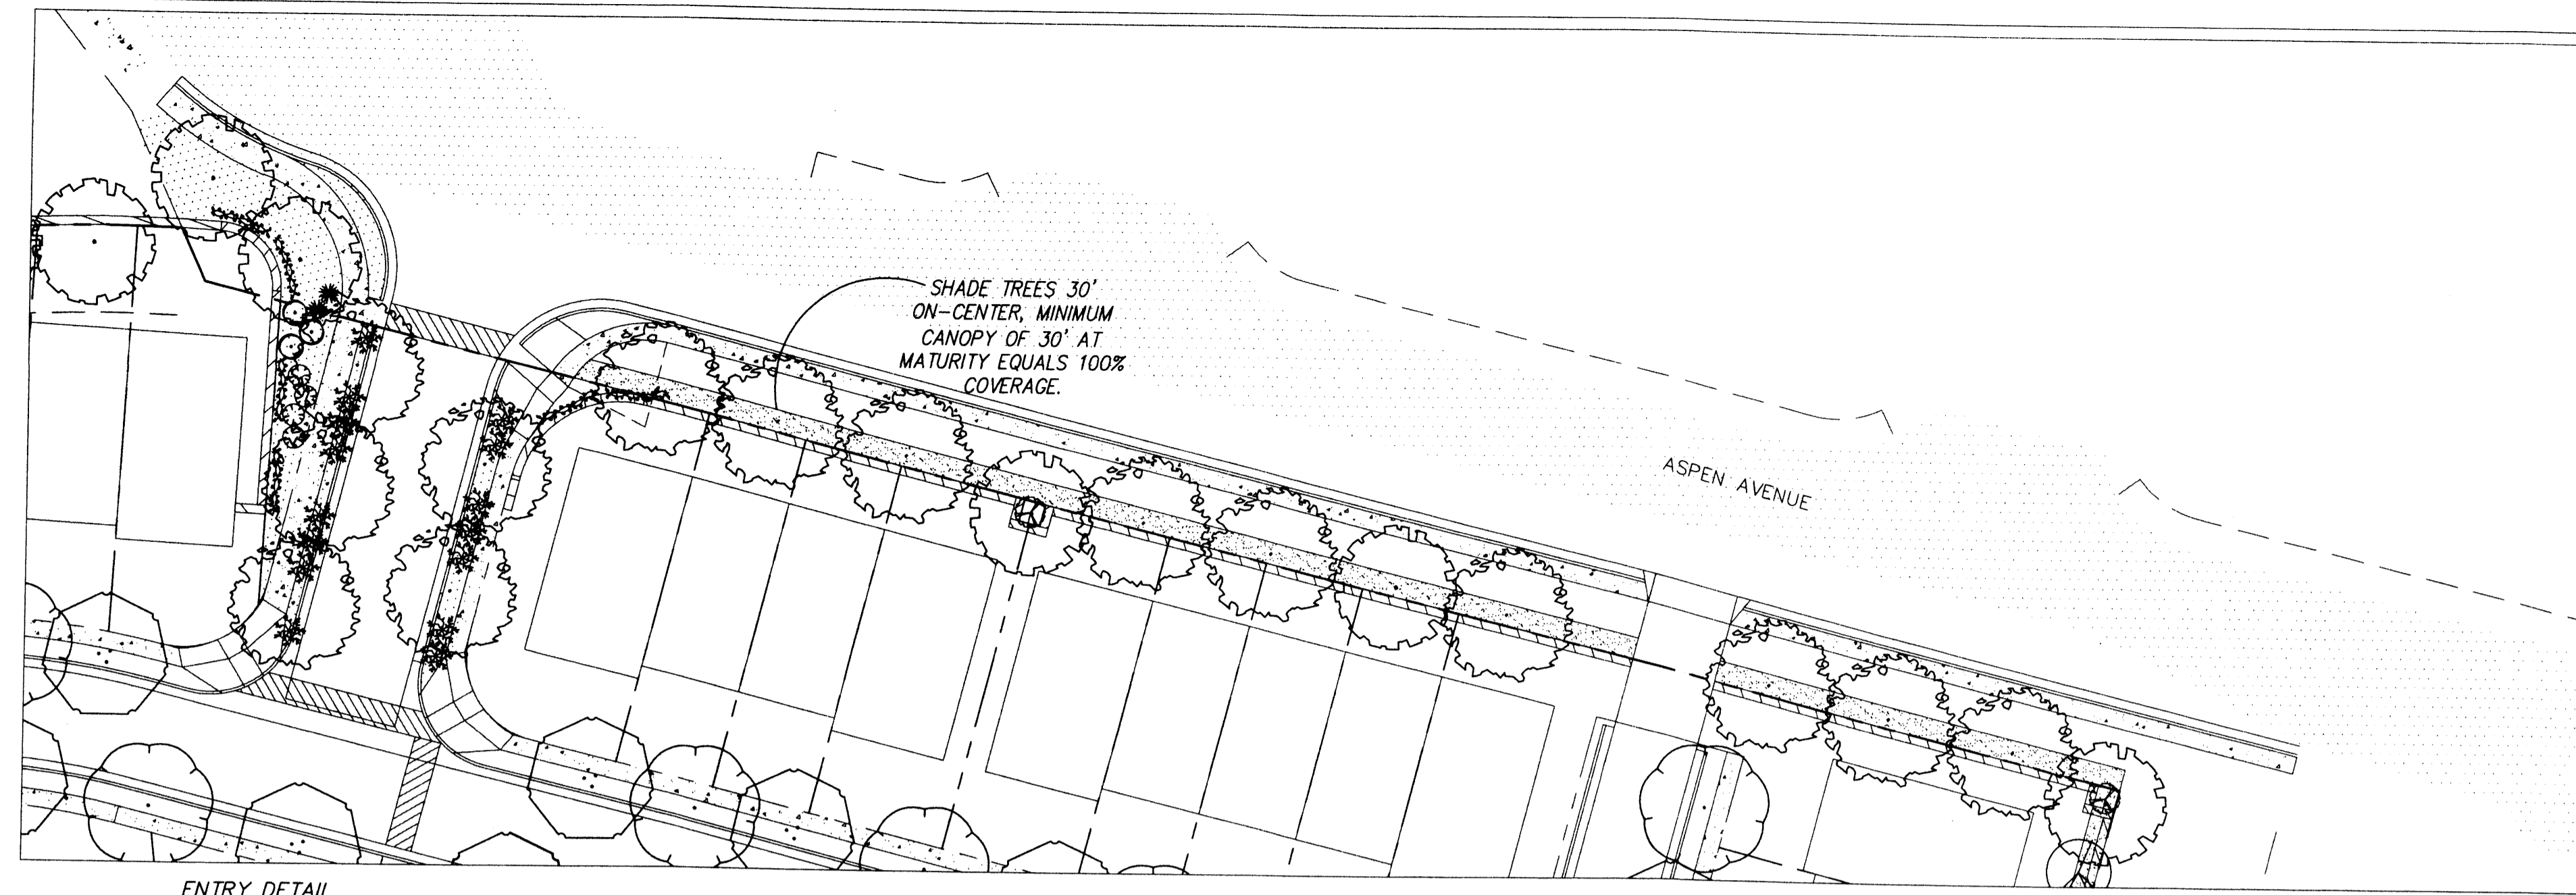 SHADE TREES 30'
ON-CENTER, MINIMUM
CANOPY OF 30' AT
MATURITY EQUALS 100%
COVERAGE.
ASPEN AVENUE
ENTRY DETAIL